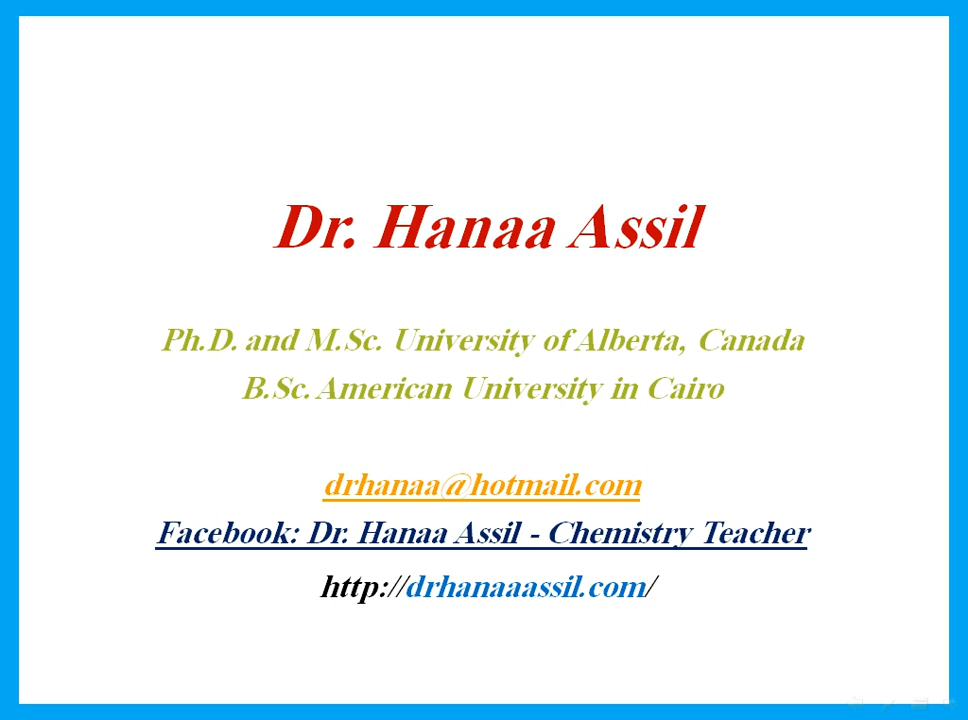 Dr. Hanaa Assil
Ph.D. and M.Sc. University of Alberta, Canada
B.Sc. American University in Cairo
drhanaa@hotmail.com
Facebook: Dr. Hanaa Assil - Chemistry Teacher
http://drhanaaassil.com/